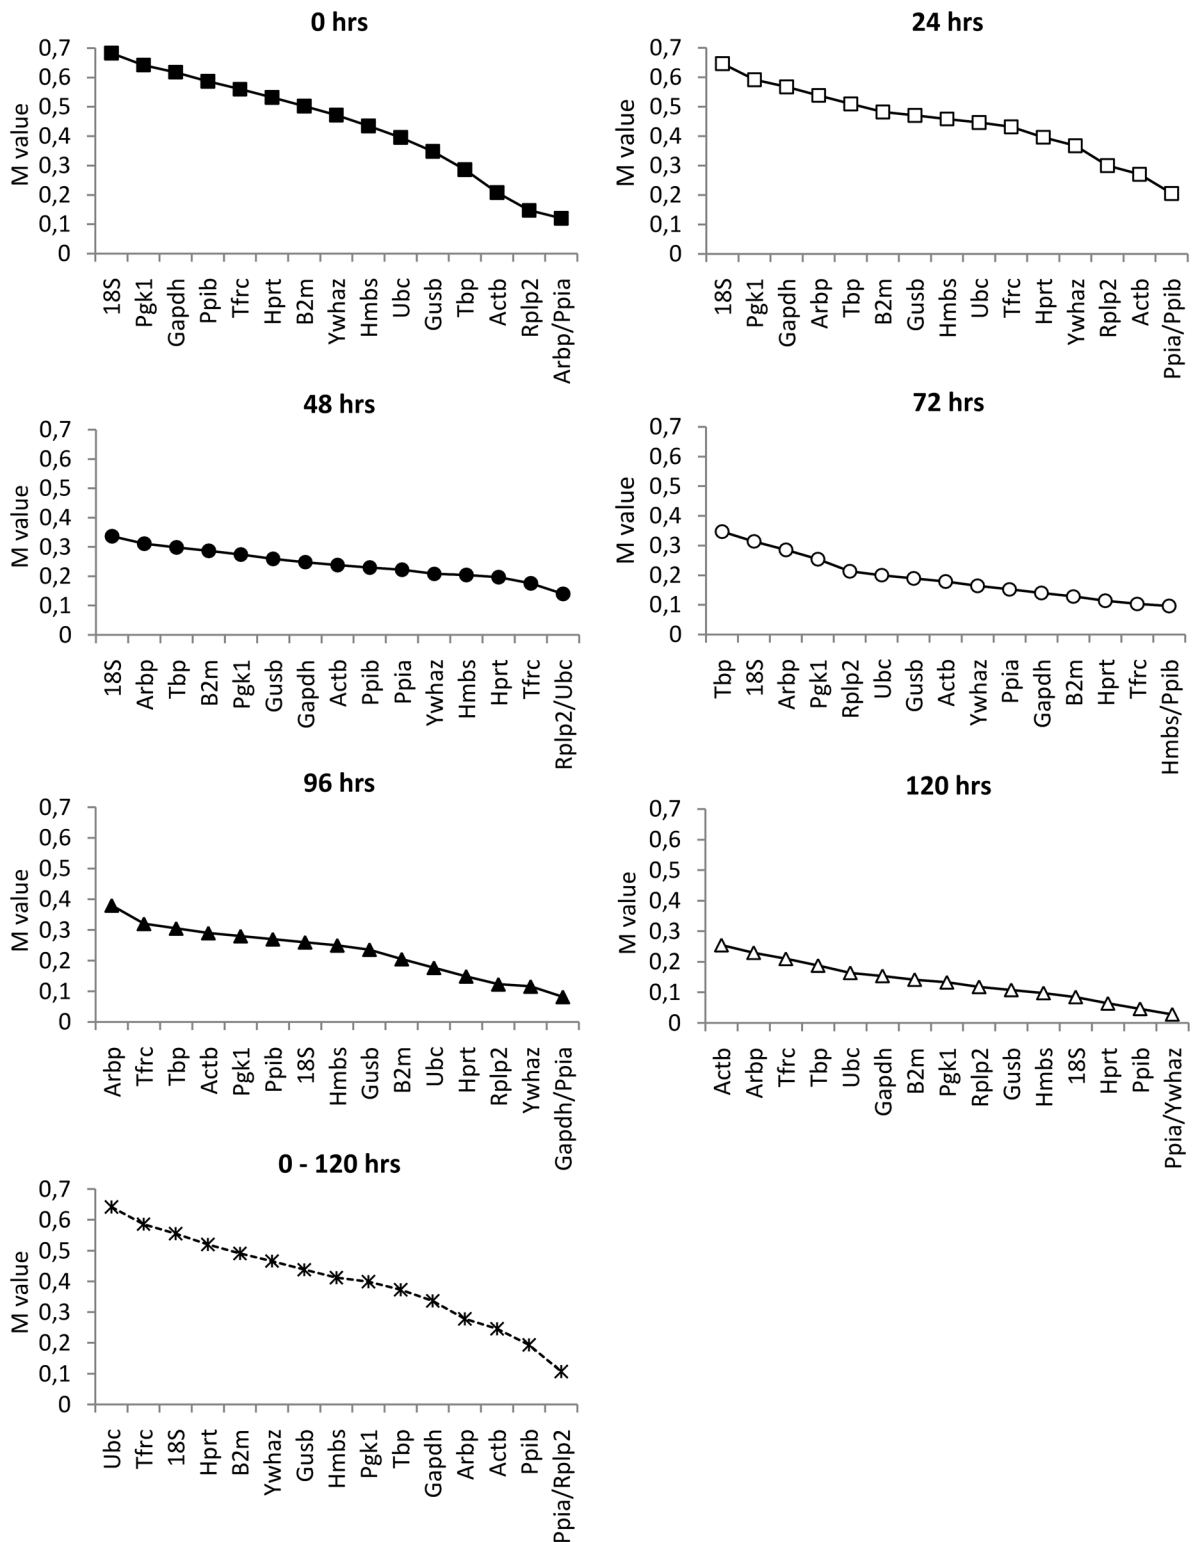 0 hrs
M value
0,7
0,6
0,5
0,4
0,3
0,2
0,1
0
18S
Pgk1
Gapdh
Ppib
Tfrc
Hprt
B2m
Ywhaz
Hmbs
Ubc
Gusb
Tbp
Actb
Rplp2
Arbp/Ppia
24 hrs
M value
0,7
0,6
0,5
0,4
0,3
0,2
0,1
0
18S
Pgk1
Gapdh
Arbp
Tbp
B2m
Gusb
Hmbs
Ubc
Tfrc
Hprt
Ywhaz
Rplp2
Actb
Ppia/Ppib
48 hrs
M value
0,7
0,6
0,5
0,4
0,3
0,2
0,1
0
18S
Arbp
Tbp
B2m
Pgk1
Gusb
Gapdh
Actb
Ppib
Ppia
Ywhaz
Hmbs
Hprt
Tfrc
Rplp2/Ubc
72 hrs
M value
0,7
0,6
0,5
0,4
0,3
0,2
0,1
0
Tbp
18S
Arbp
Pgk1
Rplp2
Ubc
Gusb
Actb
Ywhaz
Ppia
Gapdh
B2m
Hprt
Tfrc
Hmbs/Ppib
96 hrs
M value
0,7
0,6
0,5
0,4
0,3
0,2
0,1
0
Arbp
Tfrc
Tbp
Actb
Pgk1
Ppib
18S
Hmbs
Gusb
B2m
Ubc
Hprt
Rplp2
Ywhaz
Gapdh/Ppia
120 hrs
M value
0,7
0,6
0,5
0,4
0,3
0,2
0,1
0
Actb
Arbp
Tfrc
Tbp
Ubc
Gapdh
B2m
Pgk1
Rplp2
Gusb
Hmbs
18S
Hprt
Ppib
Ppia/Ywhaz
0 - 120 hrs
M value
0,7
0,6
0,5
0,4
0,3
0,2
0,1
0
Ubc
Tfrc
18S
Hprt
B2m
Ywhaz
Gusb
Hmbs
Pgk1
Tbp
Gapdh
Arbp
Actb
Ppib
Ppia/Rplp2